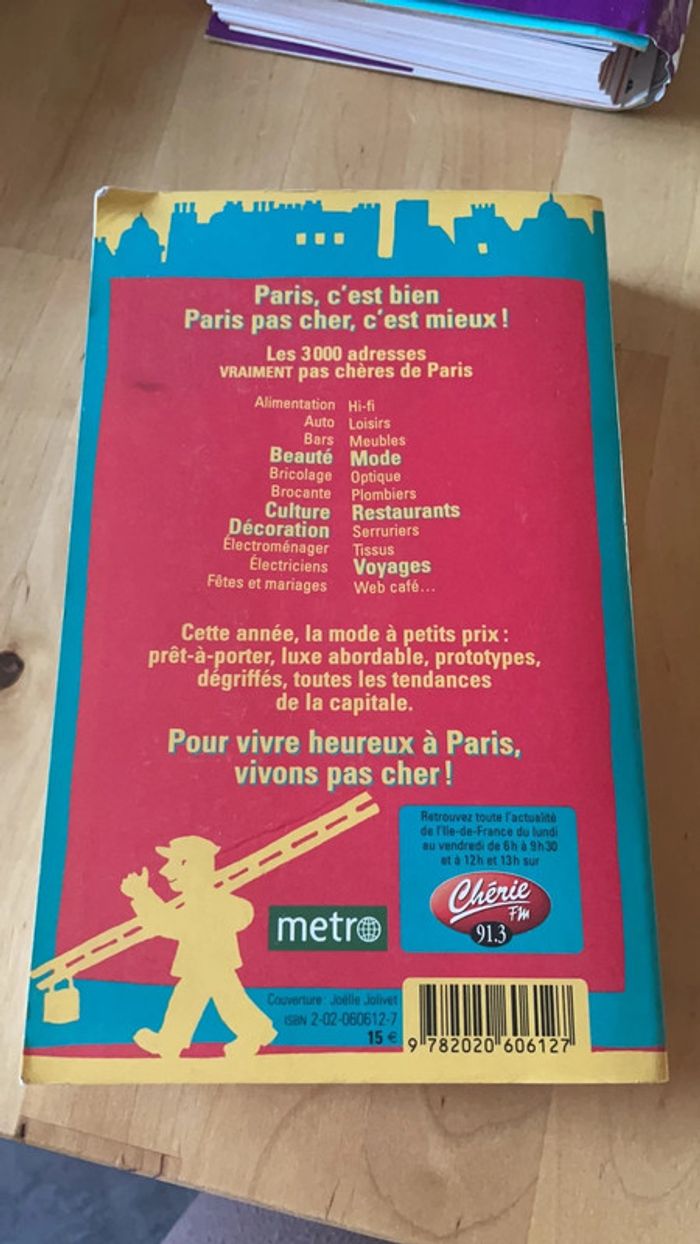 Paris, c'est bien
Paris pas cher, c'est mieux !
Les 3000 adresses
VRAIMENT pas chères de Paris
Alimentation
Auto
Bars
Beauté
Bricolage
Brocante
Culture
Décoration
Électroménager
Électriciens
Fêtes et mariages
Hi-fi
Loisirs
Meubles
Mode
Optique
Plombiers
Restaurants
Serruriers
Tissus
Voyages
Web café...
Cette année, la mode à petits prix :
prêt-à-porter, luxe abordable, prototypes,
dégriffés, toutes les tendances
de la capitale.
Pour vivre heureux à Paris,
vivons pas cher !
Retrouvez toute l'actualité
de l'Ile-de-France du lundi
au vendredi de 6h à 9h30
et à 12h et 13h sur
Chérie
FM
91.3
metro
Couverture : Joëlle Jolivet
ISBN 2-02-060612-7
15 €
9 782020 606127